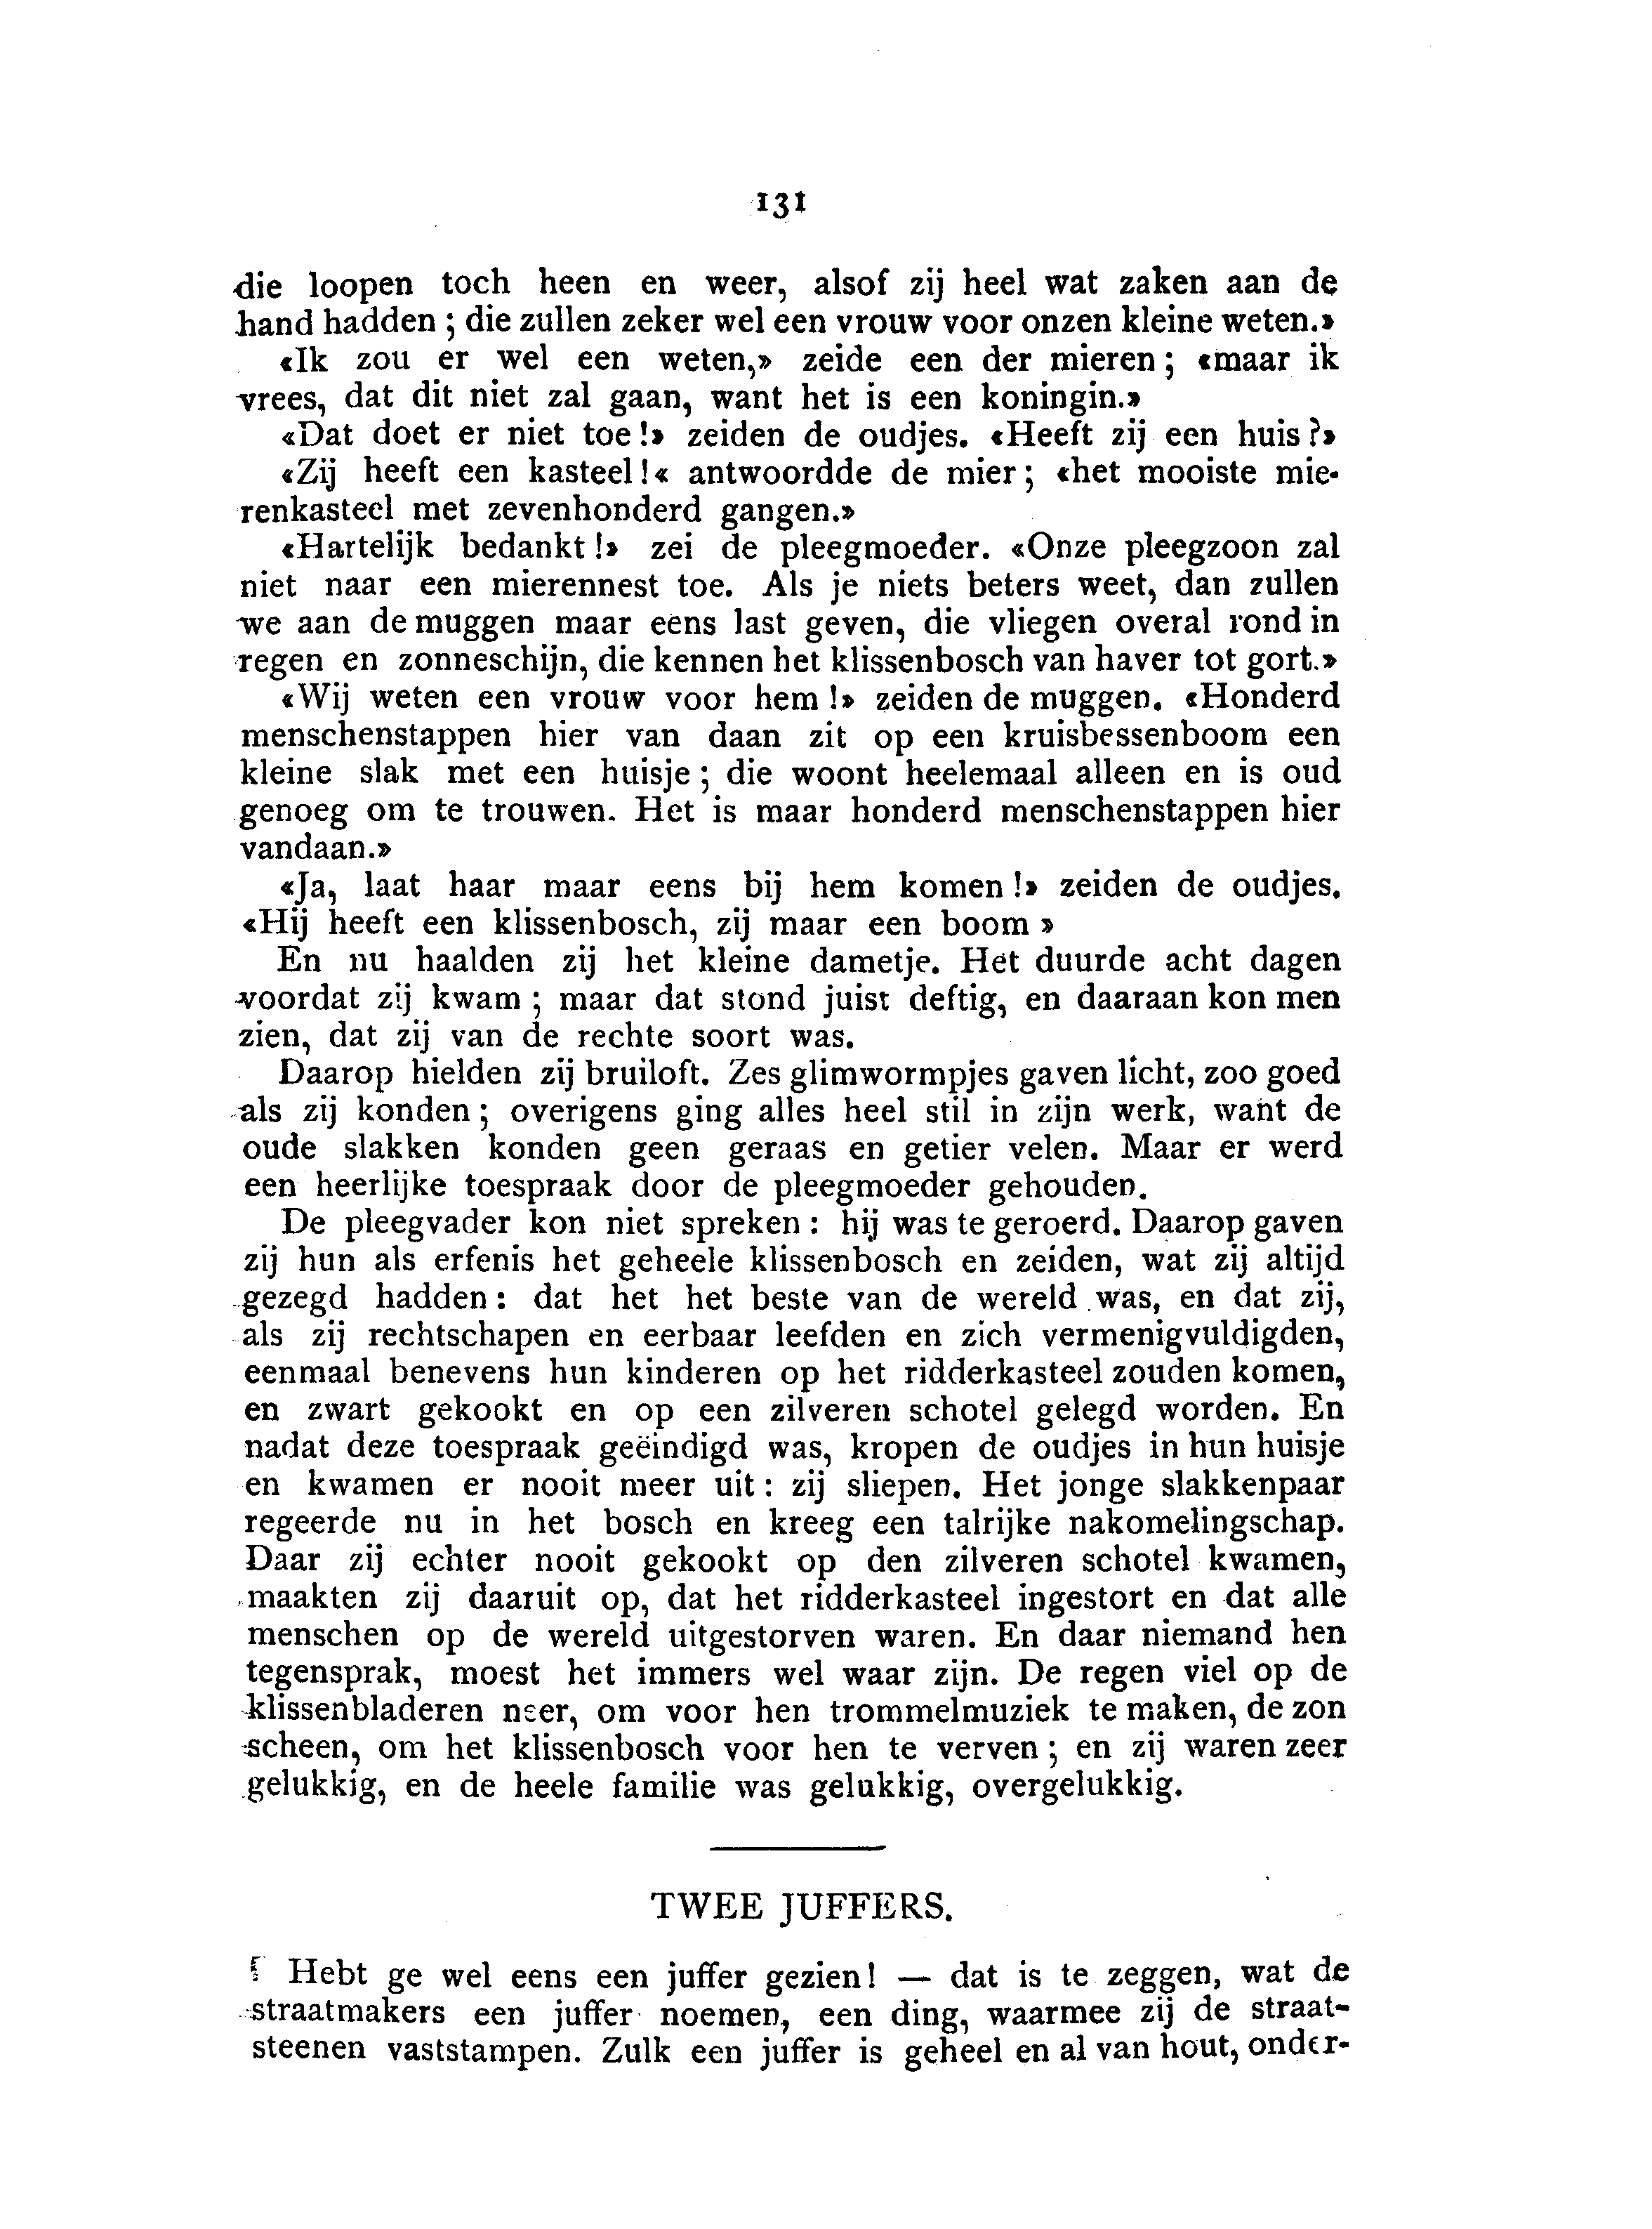 131
die loopen toch heen en weer, alsof zij heel wat zaken aan de
hand hadden ; die zullen zeker wel een vrouw voor onzen kleine weten.»
«Ik zou er wel een weten,» zeide een der mieren ; «maar ik
vrees, dat dit niet zal gaan, want het is een koningin.»
«Dat doet er niet toe !» zeiden de oudjes. «Heeft zij een huis ?»
«Zij heeft een kasteel !« antwoordde de mier ; «het mooiste mie-
renkasteel met zevenhonderd gangen.»
«Hartelijk bedankt !» zei de pleegmoeder. «Onze pleegzoon zal
niet naar een mierennest toe. Als je niets beters weet, dan zullen
we aan de muggen maar eens last geven, die vliegen overal rond in
regen en zonneschijn, die kennen het klissenbosch van haver tot gort.»
«Wij weten een vrouw voor hem !» zeiden de muggen. «Honderd
menschenstappen hier van daan zit op een kruisbessenboom een
kleine slak met een huisje ; die woont heelemaal alleen en is oud
genoeg om te trouwen. Het is maar honderd menschenstappen hier
vandaan.»
«Ja, laat haar maar eens bij hem komen !» zeiden de oudjes.
«Hij heeft een klissenbosch, zij maar een boom »
En nu haalden zij het kleine dametje. Het duurde acht dagen
voordat zij kwam ; maar dat stond juist deftig, en daaraan kon men
zien, dat zij van de rechte soort was.
Daarop hielden zij bruiloft. Zes glimwormpjes gaven licht, zoo goed
als zij konden ; overigens ging alles heel stil in zijn werk, want de
oude slakken konden geen geraas en getier velen. Maar er werd
een heerlijke toespraak door de pleegmoeder gehouden.
De pleegvader kon niet spreken : hij was te geroerd. Daarop gaven
zij hun als erfenis het geheele klissenbosch en zeiden, wat zij altijd
gezegd hadden : dat het het beste van de wereld was, en dat zij,
als zij rechtschapen en eerbaar leefden en zich vermenigvuldigden,
eenmaal benevens hun kinderen op het ridderkasteel zouden komen,
en zwart gekookt en op een zilveren schotel gelegd worden. En
nadat deze toespraak geëindigd was, kropen de oudjes in hun huisje
en kwamen er nooit meer uit : zij sliepen. Het jonge slakkenpaar
regeerde nu in het bosch en kreeg een talrijke nakomelingschap.
Daar zij echter nooit gekookt op den zilveren schotel kwamen,
maakten zij daaruit op, dat het ridderkasteel ingestort en dat alle
menschen op de wereld uitgestorven waren. En daar niemand hen
tegensprak, moest het immers wel waar zijn. De regen viel op de
klissenbladeren neer, om voor hen trommelmuziek te maken, de zon
scheen, om het klissenbosch voor hen te verven ; en zij waren zeer
gelukkig, en de heele familie was gelukkig, overgelukkig.
TWEE JUFFERS.
Hebt ge wel eens een juffer gezien! — dat is te zeggen, wat de
straatmakers een juffer noemen, een ding, waarmee zij de straat-
steenen vaststampen. Zulk een juffer is geheel en al van hout, onder-